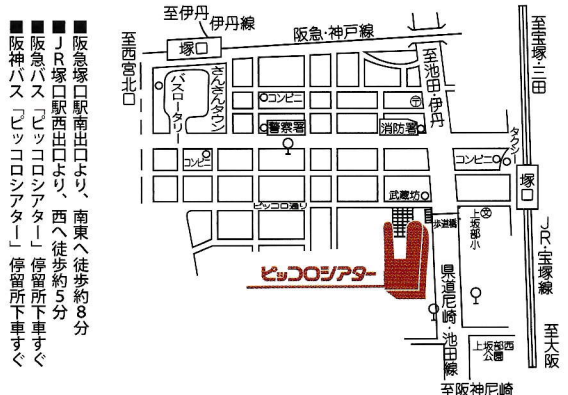 ■阪急塚口駅南出口より、南東へ徒歩約8分
■JR塚口駅西出口より、西へ徒歩約5分
■阪急バス「ピッコロシアター」停留所下車すぐ
■阪神バス「ピッコロシアター」停留所下車すぐ
至伊丹
伊丹線
阪急・神戸線
塚口
至西宮北口
バスロータリー
さんさんタウン
コンビニ
警察署
コンビニ
ピッコロ通り
至池田・伊丹
〒
消防署
武蔵坊
歩道橋
ピッコロシアター
県道尼崎・池田線
至宝塚・三田
タクシー
コンビニ
塚口
文
上坂部小
JR・宝塚線
至大阪
上坂部西公園
至阪神尼崎